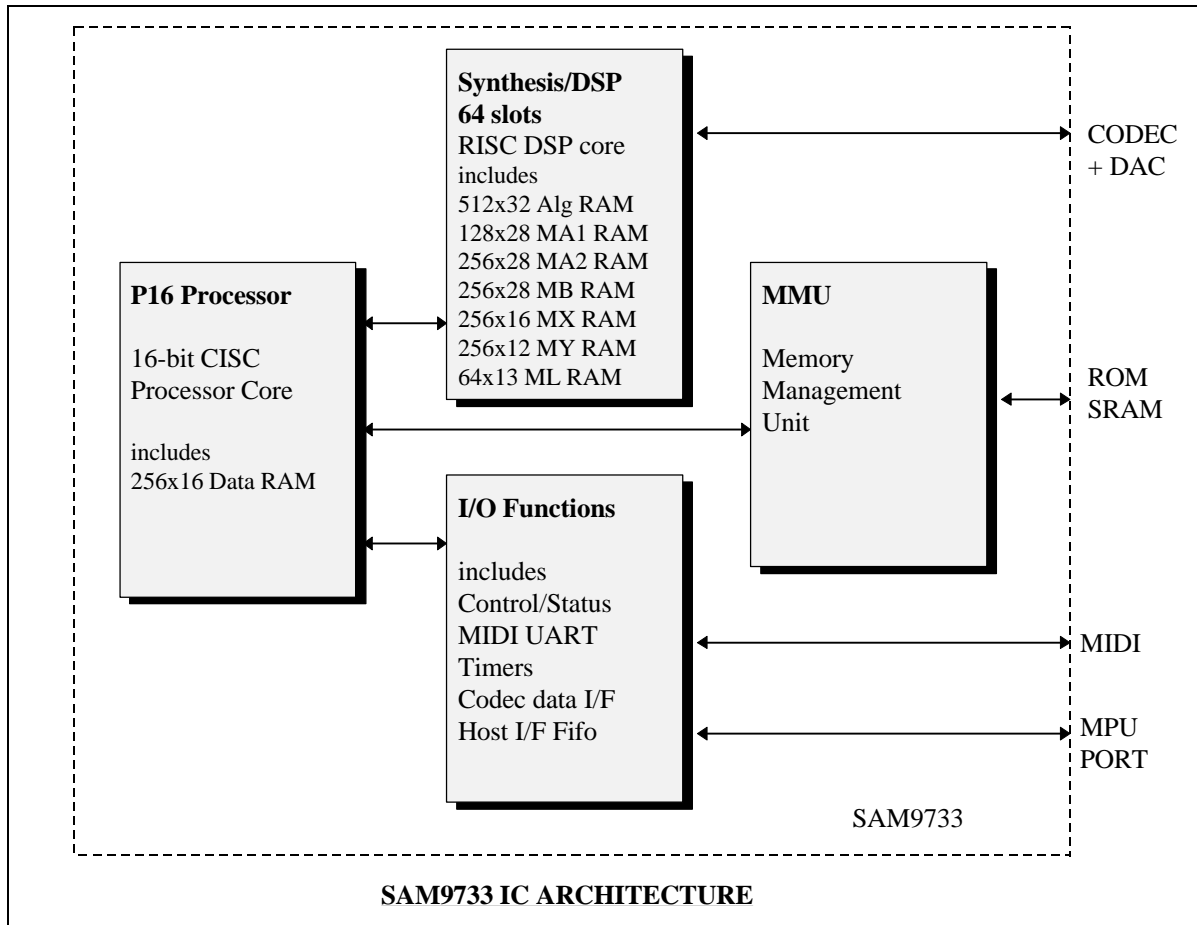 Synthesis/DSP
64 slots
RISC DSP core
includes
512x32 Alg RAM
128x28 MA1 RAM
256x28 MA2 RAM
256x28 MB RAM
256x16 MX RAM
256x12 MY RAM
64x13 ML RAM
CODEC
+ DAC
P16 Processor
16-bit CISC
Processor Core
includes
256x16 Data RAM
MMU
Memory
Management
Unit
ROM
SRAM
I/O Functions
includes
Control/Status
MIDI UART
Timers
Codec data I/F
Host I/F Fifo
MIDI
MPU
PORT
SAM9733
SAM9733 IC ARCHITECTURE